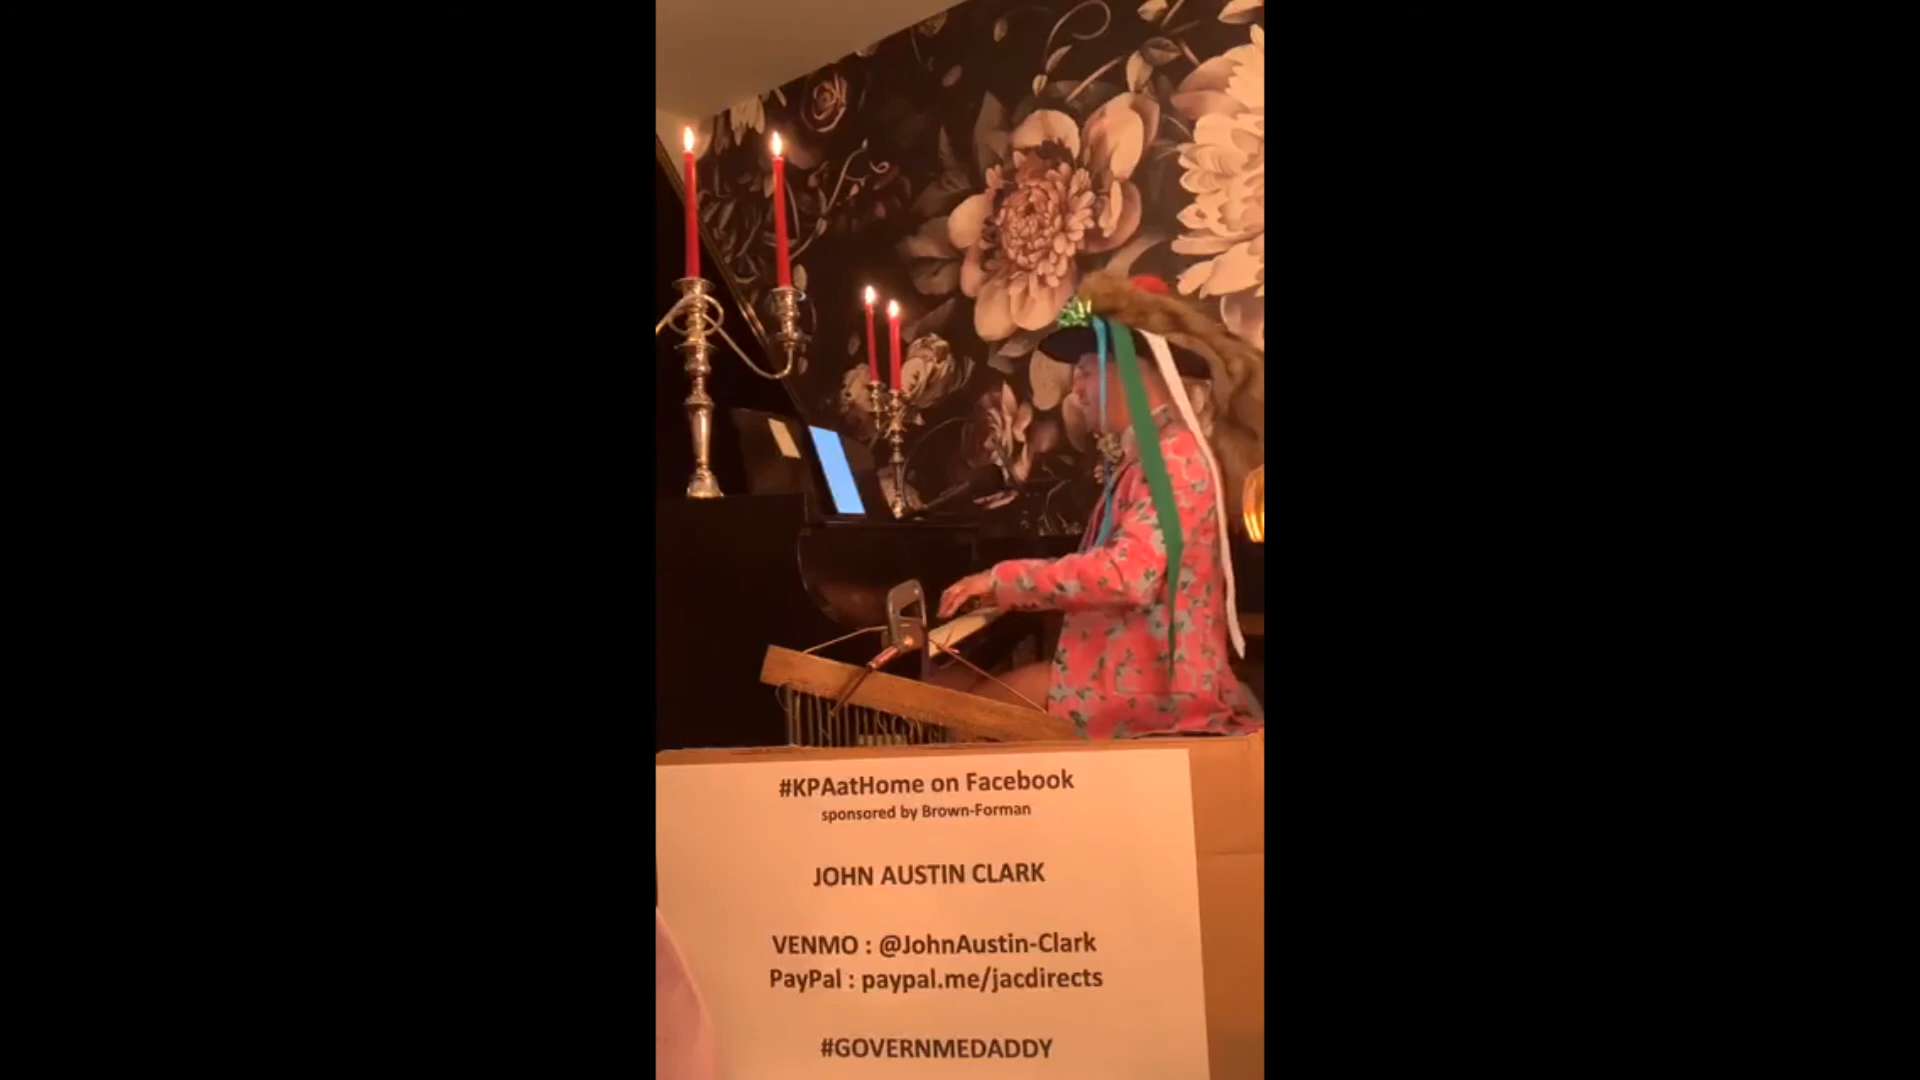 #KPAatHome on Facebook
sponsored by Brown-Forman
JOHN AUSTIN CLARK
VENMO : @JohnAustin-Clark
PayPal : paypal.me/jacdirects
#GOVERNMEDADDY